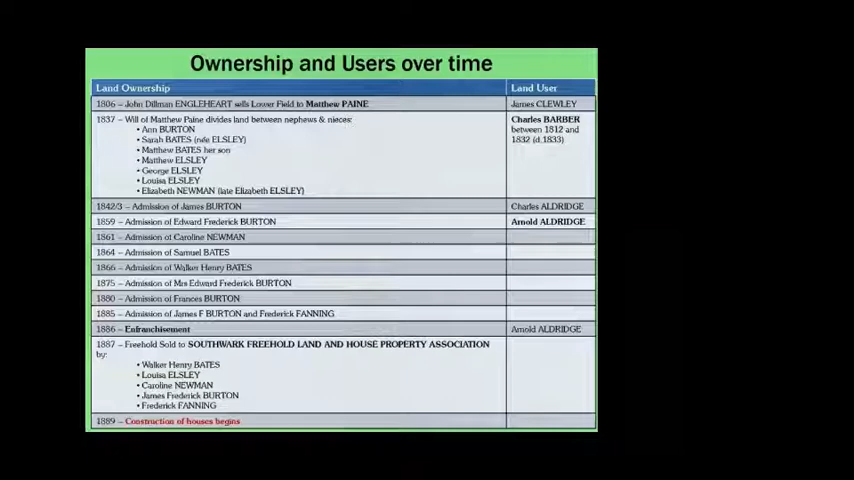 Ownership and Users over time
Land Ownership Land User
1806 – John Dillman ENGLEHEART sells Lower Field to Matthew PAINE James CLEWLEY
1837 – Will of Matthew Paine divides land between nephews & nieces: Charles BARBER
• Ann BURTON between 1812 and
• Sarah BATES (née ELSLEY) 1832 (d.1833)
• Matthew BATES her son
• Matthew ELSLEY
• George ELSLEY
• Louisa ELSLEY
• Elizabeth NEWMAN (late Elizabeth ELSLEY)
1842/3 – Admission of James BURTON Charles ALDRIDGE
1859 – Admission of Edward Frederick BURTON Arnold ALDRIDGE
1861 – Admission of Caroline NEWMAN
1864 – Admission of Samuel BATES
1866 – Admission of Walker Henry BATES
1875 – Admission of Mrs Edward Frederick BURTON
1880 – Admission of Frances BURTON
1885 – Admission of James F BURTON and Frederick FANNING
1886 – Enfranchisement Arnold ALDRIDGE
1887 – Freehold Sold to SOUTHWARK FREEHOLD LAND AND HOUSE PROPERTY ASSOCIATION
by:
• Walker Henry BATES
• Louisa ELSLEY
• Caroline NEWMAN
• James Frederick BURTON
• Frederick FANNING
1889 – Construction of houses begins